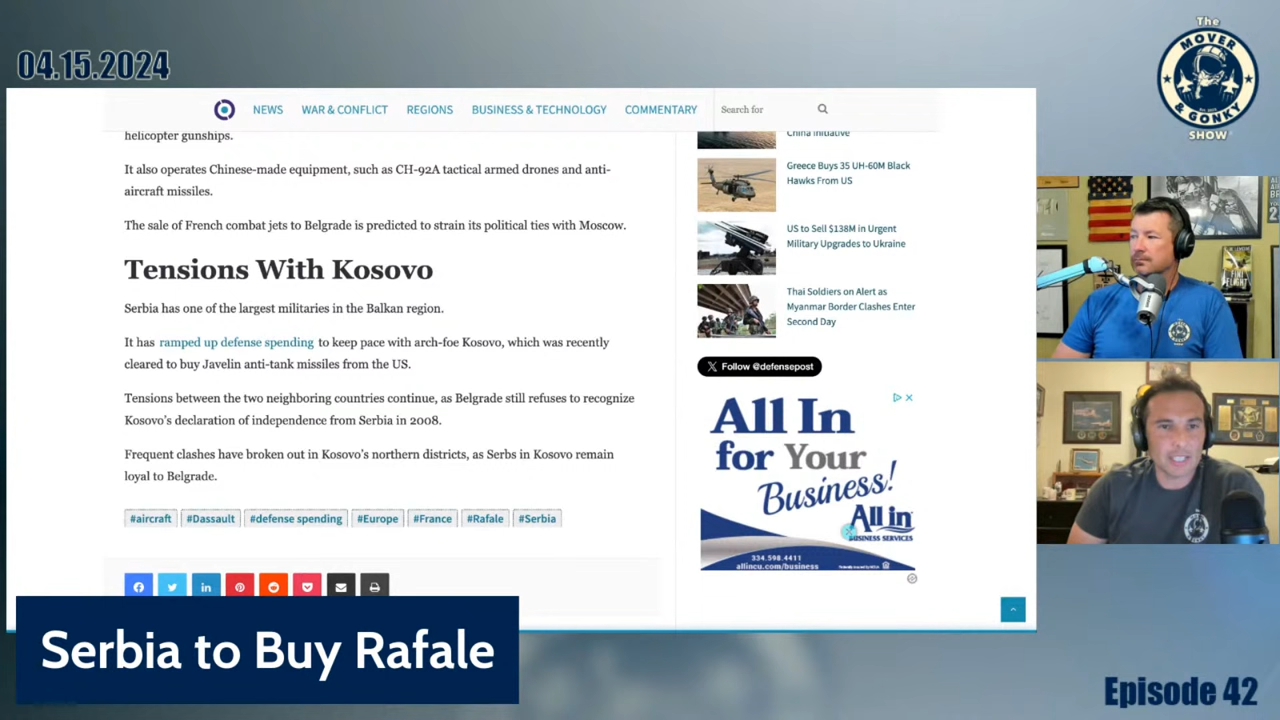 04.15.2024
The
MOVER
& GONKY
SHOW
NEWS
WAR & CONFLICT
REGIONS
BUSINESS & TECHNOLOGY
COMMENTARY
Search for
helicopter gunships.
It also operates Chinese-made equipment, such as CH-92A tactical armed drones and anti-
aircraft missiles.
The sale of French combat jets to Belgrade is predicted to strain its political ties with Moscow.
Tensions With Kosovo
Serbia has one of the largest militaries in the Balkan region.
It has ramped up defense spending to keep pace with arch-foe Kosovo, which was recently
cleared to buy Javelin anti-tank missiles from the US.
Tensions between the two neighboring countries continue, as Belgrade still refuses to recognize
Kosovo's declaration of independence from Serbia in 2008.
Frequent clashes have broken out in Kosovo's northern districts, as Serbs in Kosovo remain
loyal to Belgrade.
#aircraft
#Dassault
#defense spending
#Europe
#France
#Rafale
#Serbia
China Initiative
Greece Buys 35 UH-60M Black
Hawks From US
US to Sell $138M in Urgent
Military Upgrades to Ukraine
Thai Soldiers on Alert as
Myanmar Border Clashes Enter
Second Day
Follow @defensepost
All In
for Your
Business!
All in
BUSINESS SERVICES
334.598.4411
allincu.com/business
Serbia to Buy Rafale
Episode 42